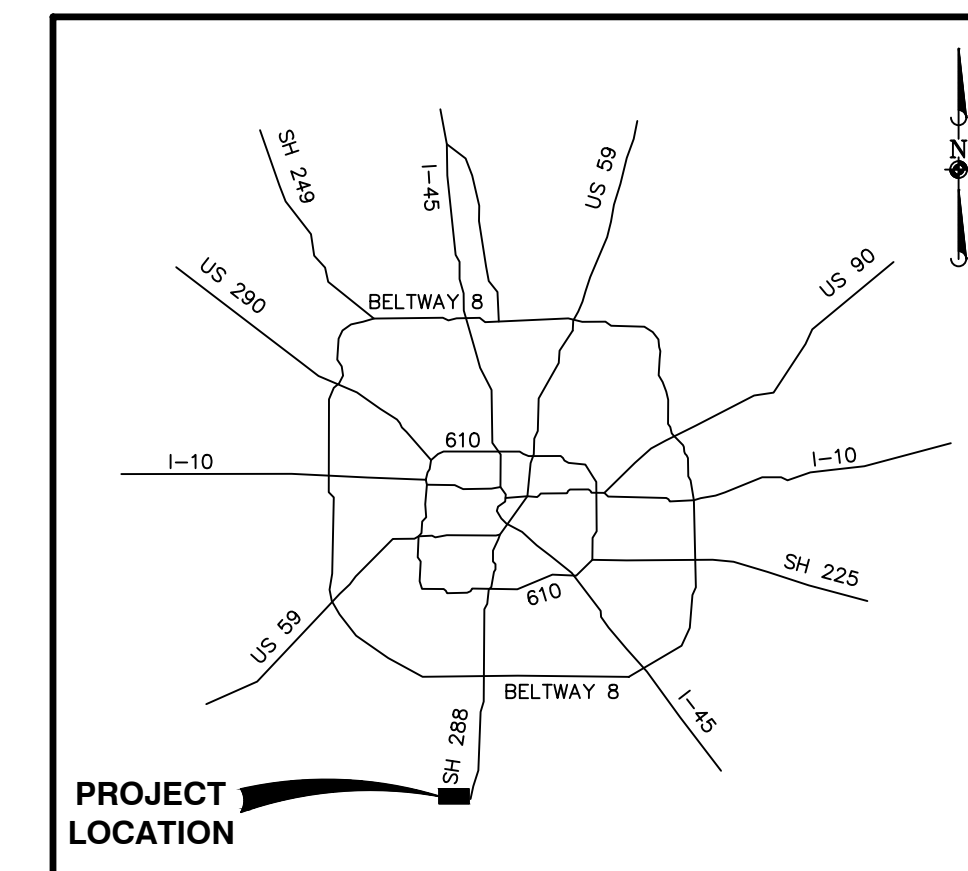 SH 249
I-45
US 59
N
US 290
US 90
BELTWAY 8
610
I-10
I-10
SH 225
610
US 59
BELTWAY 8
I-45
SH 288
PROJECT
LOCATION